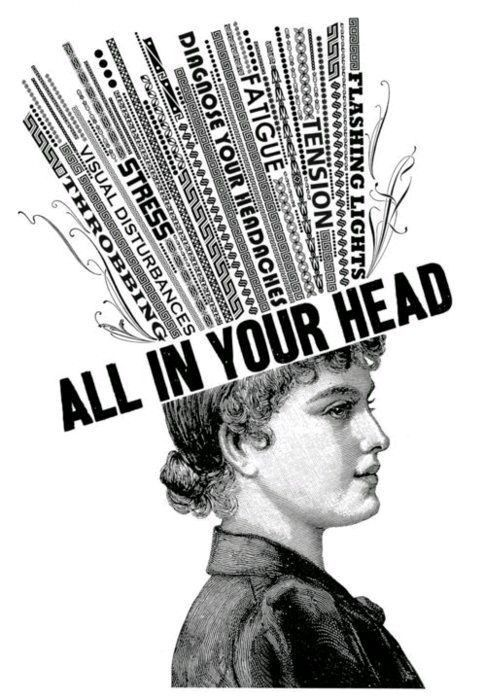 THROBBING
VISUAL DISTURBANCES
STRESS
DIAGNOSE YOUR HEADACHES
FATIGUE
TENSION
FLASHING LIGHTS
ALL IN YOUR HEAD